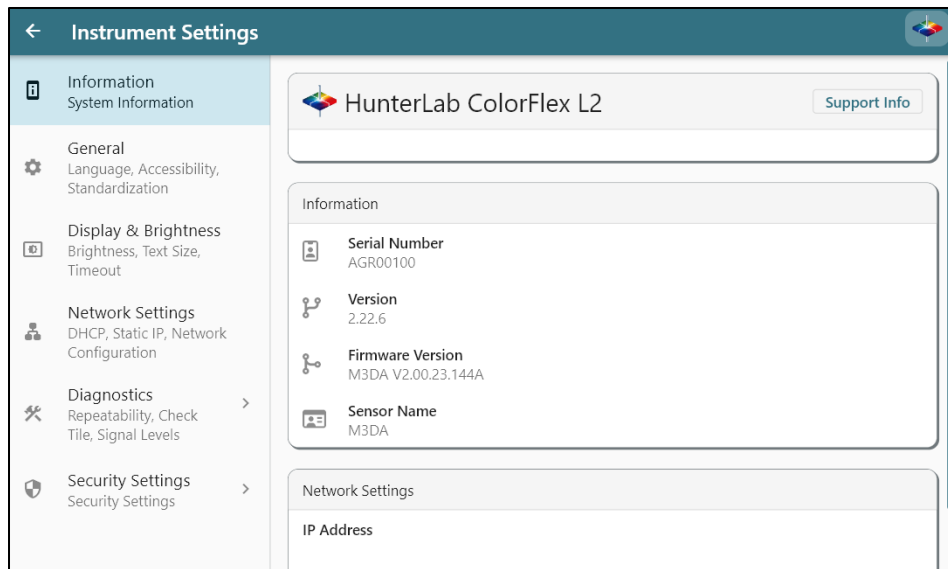 Instrument Settings
Information
System Information
General
Language, Accessibility,
Standardization
Display & Brightness
Brightness, Text Size,
Timeout
Network Settings
DHCP, Static IP, Network
Configuration
Diagnostics
Repeatability, Check
Tile, Signal Levels
Security Settings
Security Settings
HunterLab ColorFlex L2
Support Info
Information
Serial Number
AGR00100
Version
2.22.6
Firmware Version
M3DA V2.00.23.144A
Sensor Name
M3DA
Network Settings
IP Address